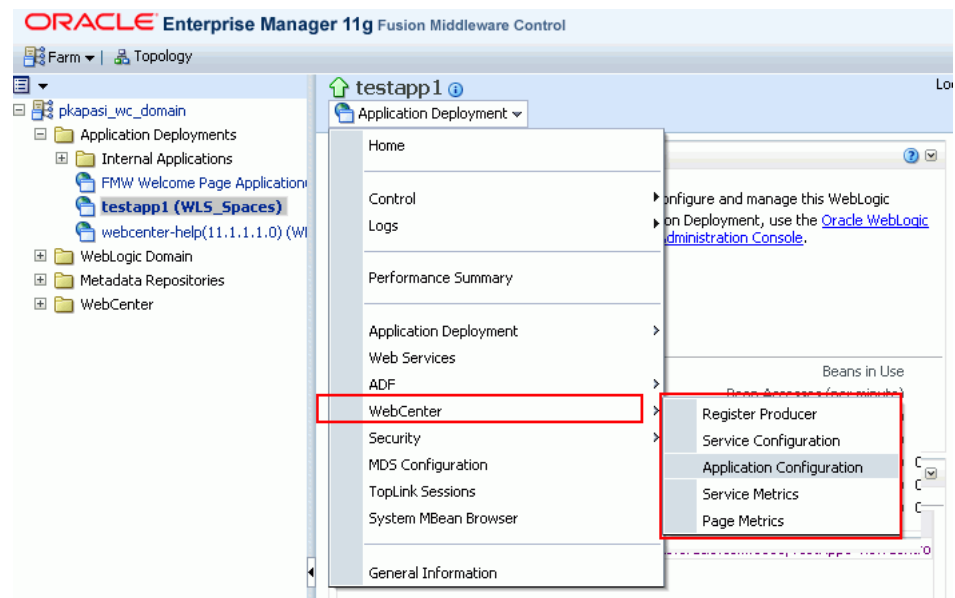 ORACLE Enterprise Manager 11g Fusion Middleware Control
Farm
Topology
pkapasi_wc_domain
Application Deployments
Internal Applications
FMW Welcome Page Application
testapp1 (WLS_Spaces)
webcenter-help(11.1.1.1.0)
WebLogic Domain
Metadata Repositories
WebCenter
testapp1
Application Deployment
Home
Control
Logs
Performance Summary
Application Deployment
Web Services
ADF
WebCenter
Security
MDS Configuration
TopLink Sessions
System MBean Browser
General Information
and manage this WebLogic
Deployment, use the Oracle WebLogic
Administration Console.
Beans in Use
Register Producer
Service Configuration
Application Configuration
Service Metrics
Page Metrics